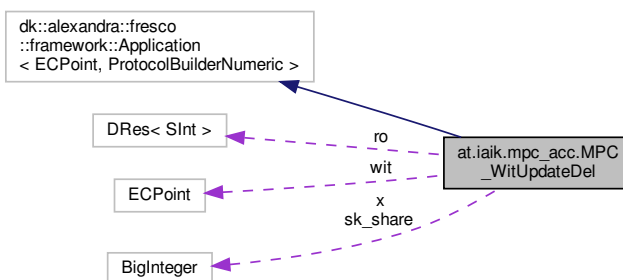 dk::alexandra::fresco
::framework::Application
< ECPoint, ProtocolBuilderNumeric >
DRes< SInt >
ro
at.iaik.mpc_acc.MPC
_WitUpdateDel
wit
ECPoint
x
sk_share
BigInteger